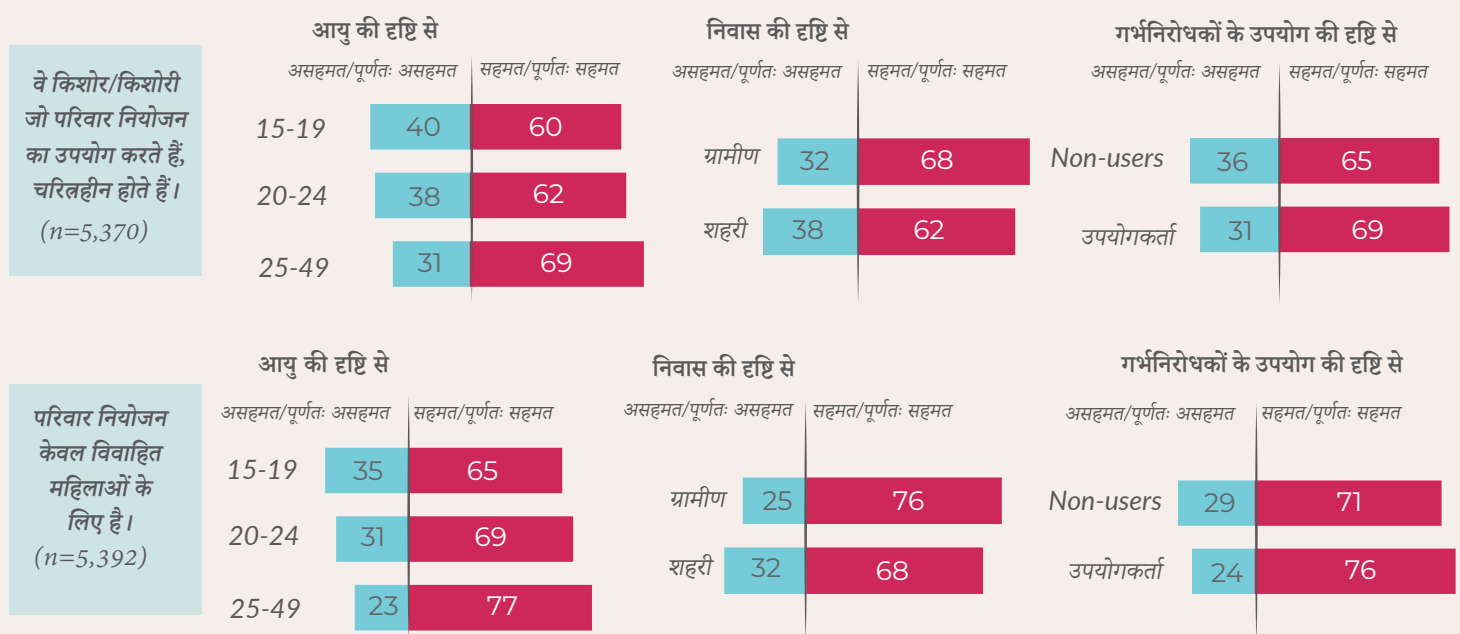 वे किशोर/किशोरी
जो परिवार नियोजन
का उपयोग करते हैं,
चरित्रहीन होते हैं।
(n=5,370)
आयु की दृष्टि से
असहमत/पूर्णतः असहमत सहमत/पूर्णतः सहमत
15-19 40 60
20-24 38 62
25-49 31 69
निवास की दृष्टि से
असहमत/पूर्णतः असहमत सहमत/पूर्णतः सहमत
ग्रामीण 32 68
शहरी 38 62
गर्भनिरोधकों के उपयोग की दृष्टि से
असहमत/पूर्णतः असहमत सहमत/पूर्णतः सहमत
Non-users 36 65
उपयोगकर्ता 31 69
परिवार नियोजन
केवल विवाहित
महिलाओं के
लिए है।
(n=5,392)
आयु की दृष्टि से
असहमत/पूर्णतः असहमत सहमत/पूर्णतः सहमत
15-19 35 65
20-24 31 69
25-49 23 77
निवास की दृष्टि से
असहमत/पूर्णतः असहमत सहमत/पूर्णतः सहमत
ग्रामीण 25 76
शहरी 32 68
गर्भनिरोधकों के उपयोग की दृष्टि से
असहमत/पूर्णतः असहमत सहमत/पूर्णतः सहमत
Non-users 29 71
उपयोगकर्ता 24 76